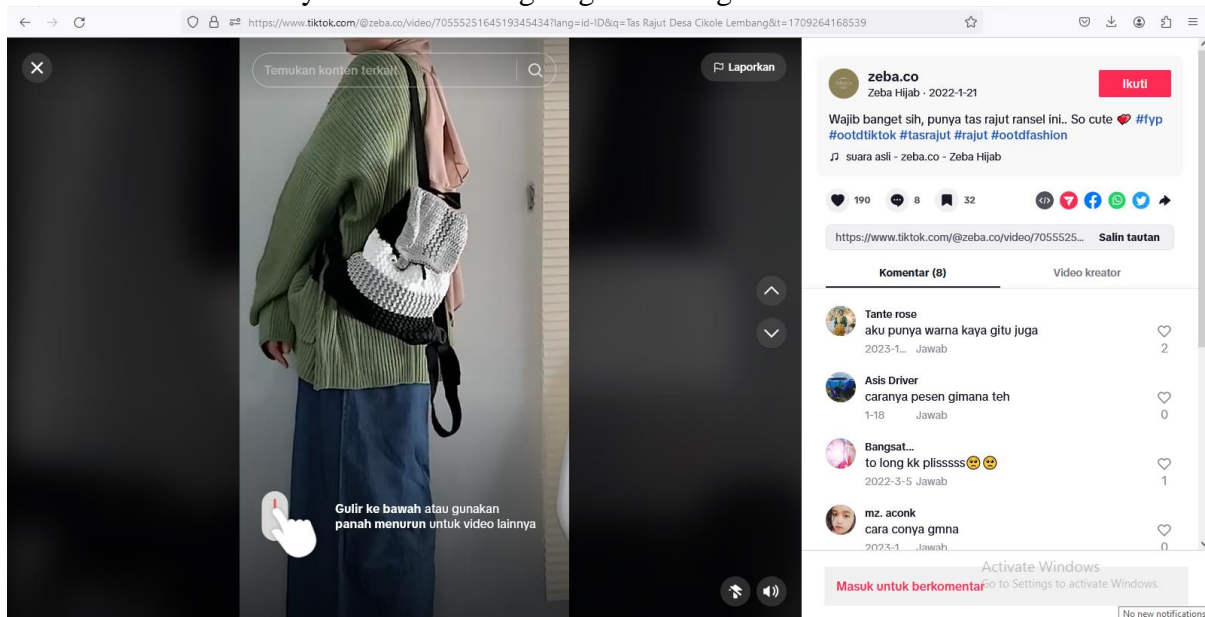 https://www.tiktok.com/@zeba.co/video/7055525164519345434?lang=id-ID&q=Tas Rajut Desa Cikole Lembang&t=1709264168539
Temukan konten terkait
Laporkan
Gulir ke bawah atau gunakan
panah menurun untuk video lainnya
zeba.co
Zeba Hijab · 2022-1-21
Ikuti
Wajib banget sih, punya tas rajut ransel ini.. So cute 💕 #fyp
#ootdtiktok #tasrajut #rajut #ootdfashion
suara asli - zeba.co - Zeba Hijab
190 8 32
https://www.tiktok.com/@zeba.co/video/7055525... Salin tautan
Komentar (8) Video kreator
Tante rose
aku punya warna kaya gitu juga
2023-1... Jawab 2
Asis Driver
caranya pesen gimana teh
1-18 Jawab 0
Bangsat...
to long kk plisssss🥺🥺
2022-3-5 Jawab 1
mz. aconk
cara conya gmna
2023-1 Jawab 0
Masuk untuk berkomentar
Activate Windows
Go to Settings to activate Windows.
No new notifications